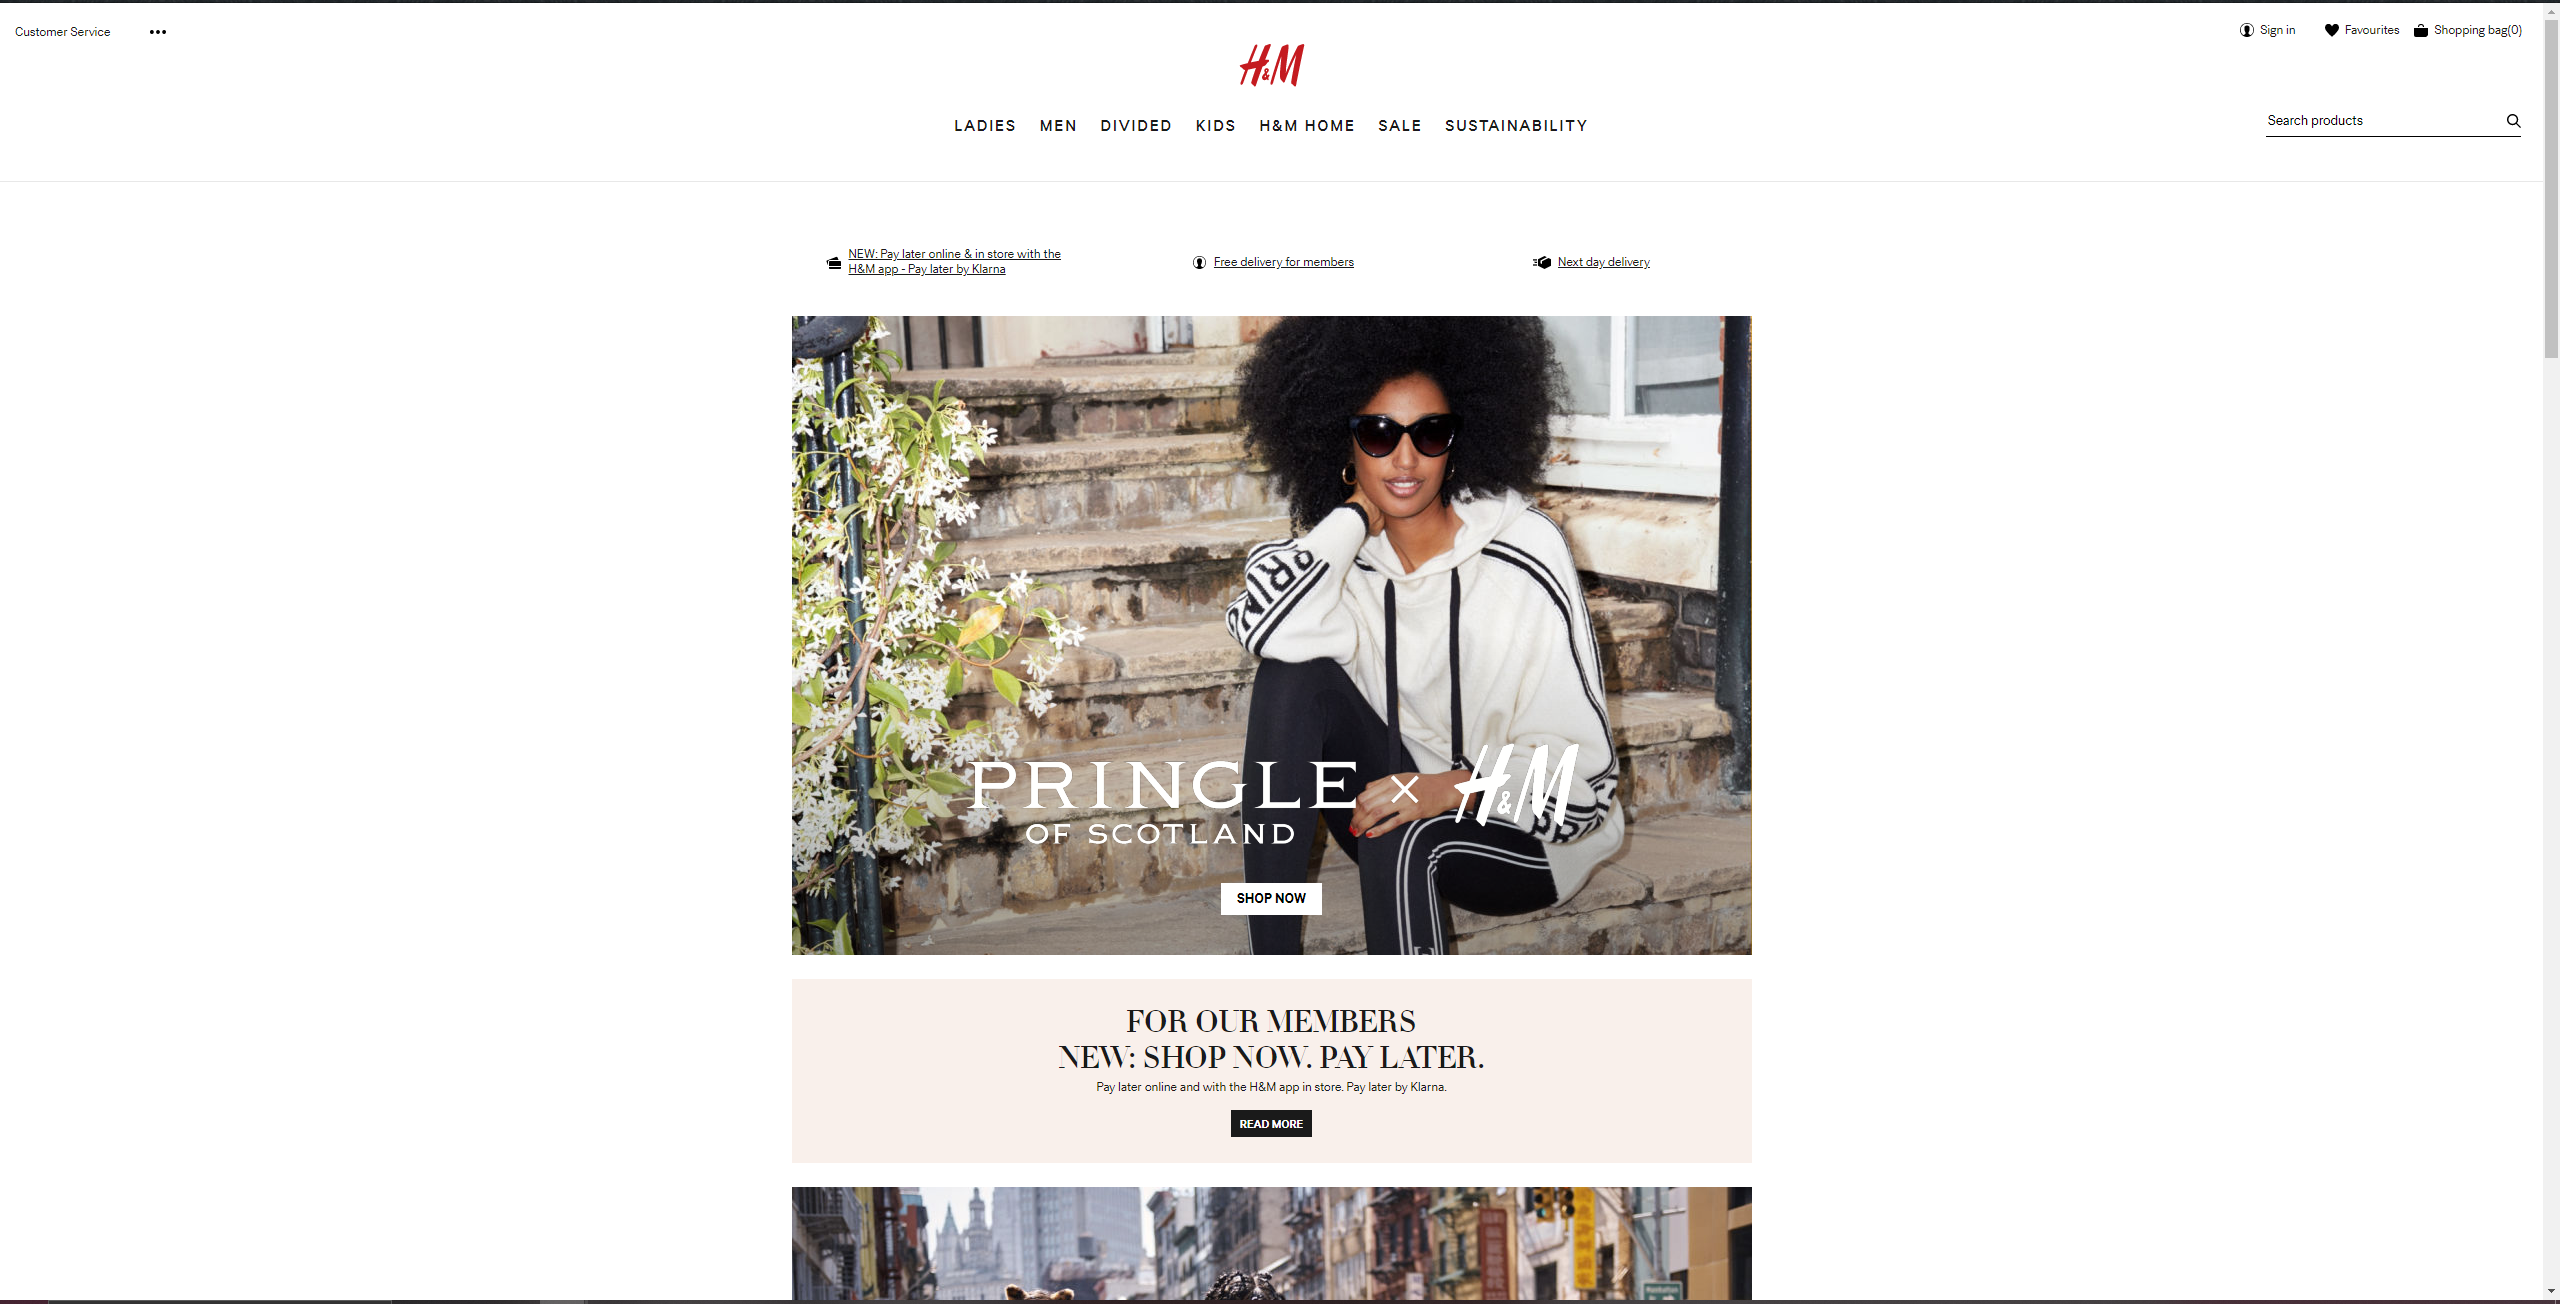 Customer Service
Sign in
Favourites
Shopping bag(0)
H&M
LADIES
MEN
DIVIDED
KIDS
H&M HOME
SALE
SUSTAINABILITY
Search products
NEW: Pay later online & in store with the
H&M app - Pay later by Klarna
Free delivery for members
Next day delivery
PRINGLE
OF SCOTLAND
× H&M
SHOP NOW
FOR OUR MEMBERS
NEW: SHOP NOW. PAY LATER.
Pay later online and with the H&M app in store. Pay later by Klarna.
READ MORE